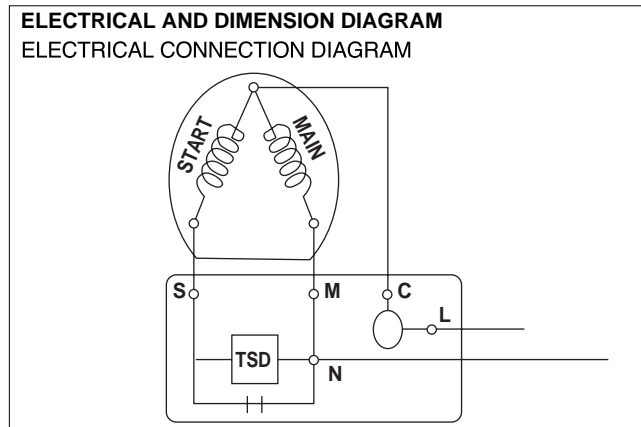 ELECTRICAL AND DIMENSION DIAGRAM
ELECTRICAL CONNECTION DIAGRAM
START
MAIN
S
M
C
L
TSD
N